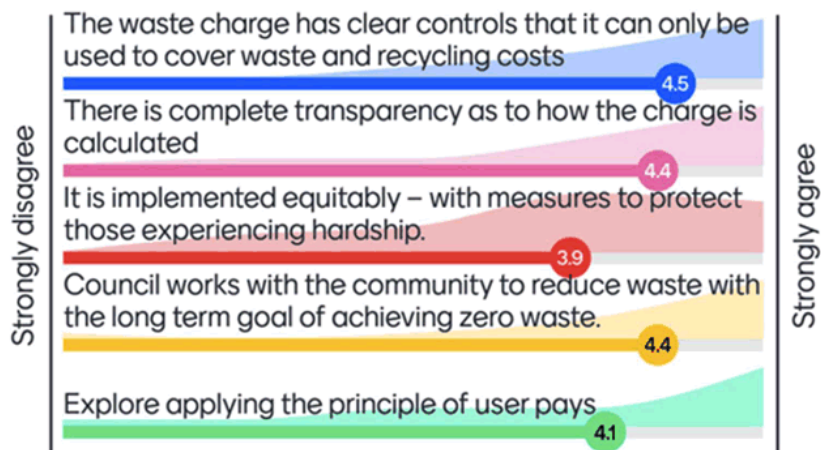 The waste charge has clear controls that it can only be
used to cover waste and recycling costs
4.5
There is complete transparency as to how the charge is
calculated
4.4
It is implemented equitably – with measures to protect
those experiencing hardship.
3.9
Council works with the community to reduce waste with
the long term goal of achieving zero waste.
4.4
Explore applying the principle of user pays
4.1
Strongly disagree
Strongly agree